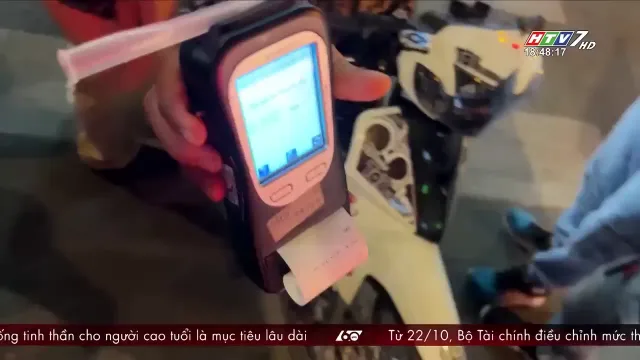 HTV7 HD
18:48:17
ống tinh thần cho người cao tuổi là mục tiêu lâu dài
60
Từ 22/10, Bộ Tài chính điều chỉnh mức th